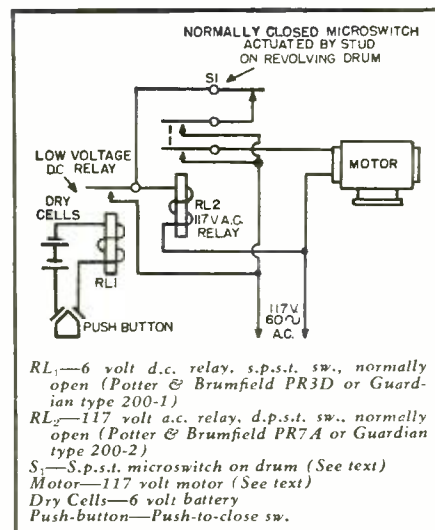 NORMALLY CLOSED MICROSWITCH
ACTUATED BY STUD
ON REVOLVING DRUM
S1
LOW VOLTAGE
D.C. RELAY
DRY
CELLS
RL2
117 V. A.C.
RELAY
MOTOR
RL1
PUSH BUTTON
117 V.
60~
A.C.
RL1—6 volt d.c. relay, s.p.s.t. sw., normally
open (Potter & Brumfield PR3D or Guard-
ian type 200-1)
RL2—117 volt a.c. relay, d.p.s.t. sw., normally
open (Potter & Brumfield PR7A or Guardian
type 200-2)
S1—S.p.s.t. microswitch on drum (See text)
Motor—117 volt motor (See text)
Dry Cells—6 volt battery
Push-button—Push-to-close sw.